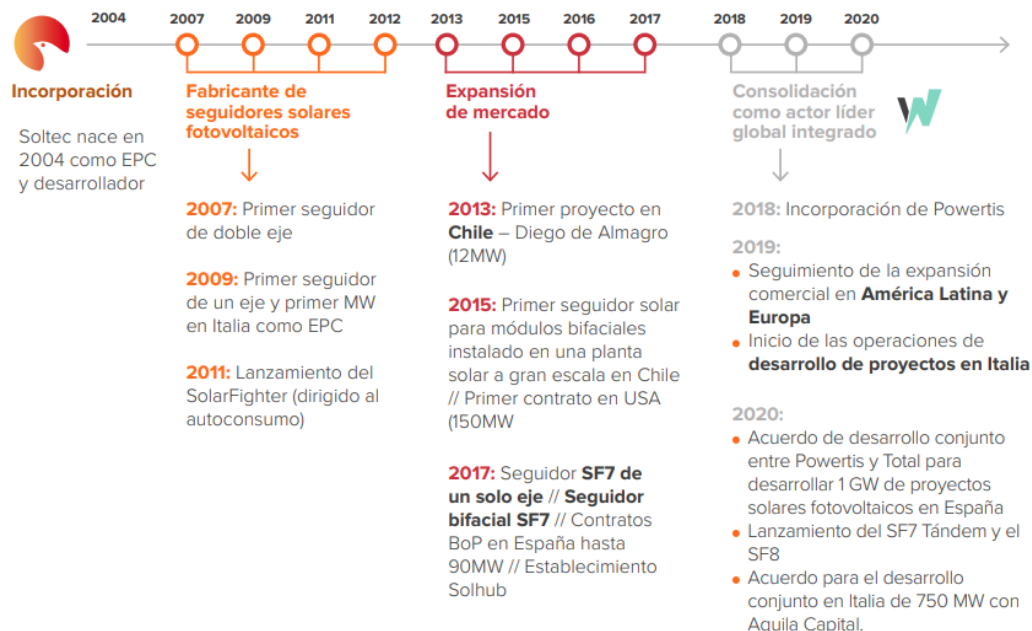 2004 2007 2009 2011 2012 2013 2015 2016 2017 2018 2019 2020
Incorporación
Soltec nace en
2004 como EPC
y desarrollador
Fabricante de
seguidores solares
fotovoltaicos
2007: Primer seguidor
de doble eje
2009: Primer seguidor
de un eje y primer MW
en Italia como EPC
2011: Lanzamiento del
SolarFighter (dirigido al
autoconsumo)
Expansión
de mercado
2013: Primer proyecto en
Chile – Diego de Almagro
(12MW)
2015: Primer seguidor solar
para módulos bifaciales
instalado en una planta
solar a gran escala en Chile
// Primer contrato en USA
(150MW
2017: Seguidor SF7 de
un solo eje // Seguidor
bifacial SF7 // Contratos
BoP en España hasta
90MW // Establecimiento
Solhub
Consolidación
como actor líder
global integrado
2018: Incorporación de Powertis
2019:
• Seguimiento de la expansión
comercial en América Latina y
Europa
• Inicio de las operaciones de
desarrollo de proyectos en Italia
2020:
• Acuerdo de desarrollo conjunto
entre Powertis y Total para
desarrollar 1 GW de proyectos
solares fotovoltaicos en España
• Lanzamiento del SF7 Tándem y el
SF8
• Acuerdo para el desarrollo
conjunto en Italia de 750 MW con
Aquila Capital.